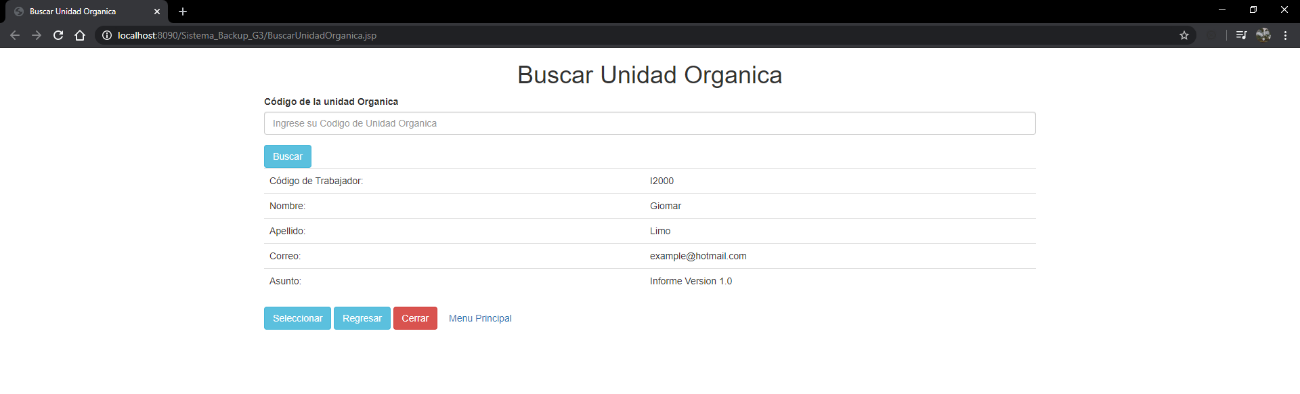 Buscar Unidad Organica
localhost:8090/Sistema_Backup_G3/BuscarUnidadOrganica.jsp
Buscar Unidad Organica
Código de la unidad Organica
Ingrese su Codigo de Unidad Organica
Buscar
Código de Trabajador: I2000
Nombre: Giomar
Apellido: Limo
Correo: example@hotmail.com
Asunto: Informe Version 1.0
Seleccionar Regresar Cerrar Menu Principal